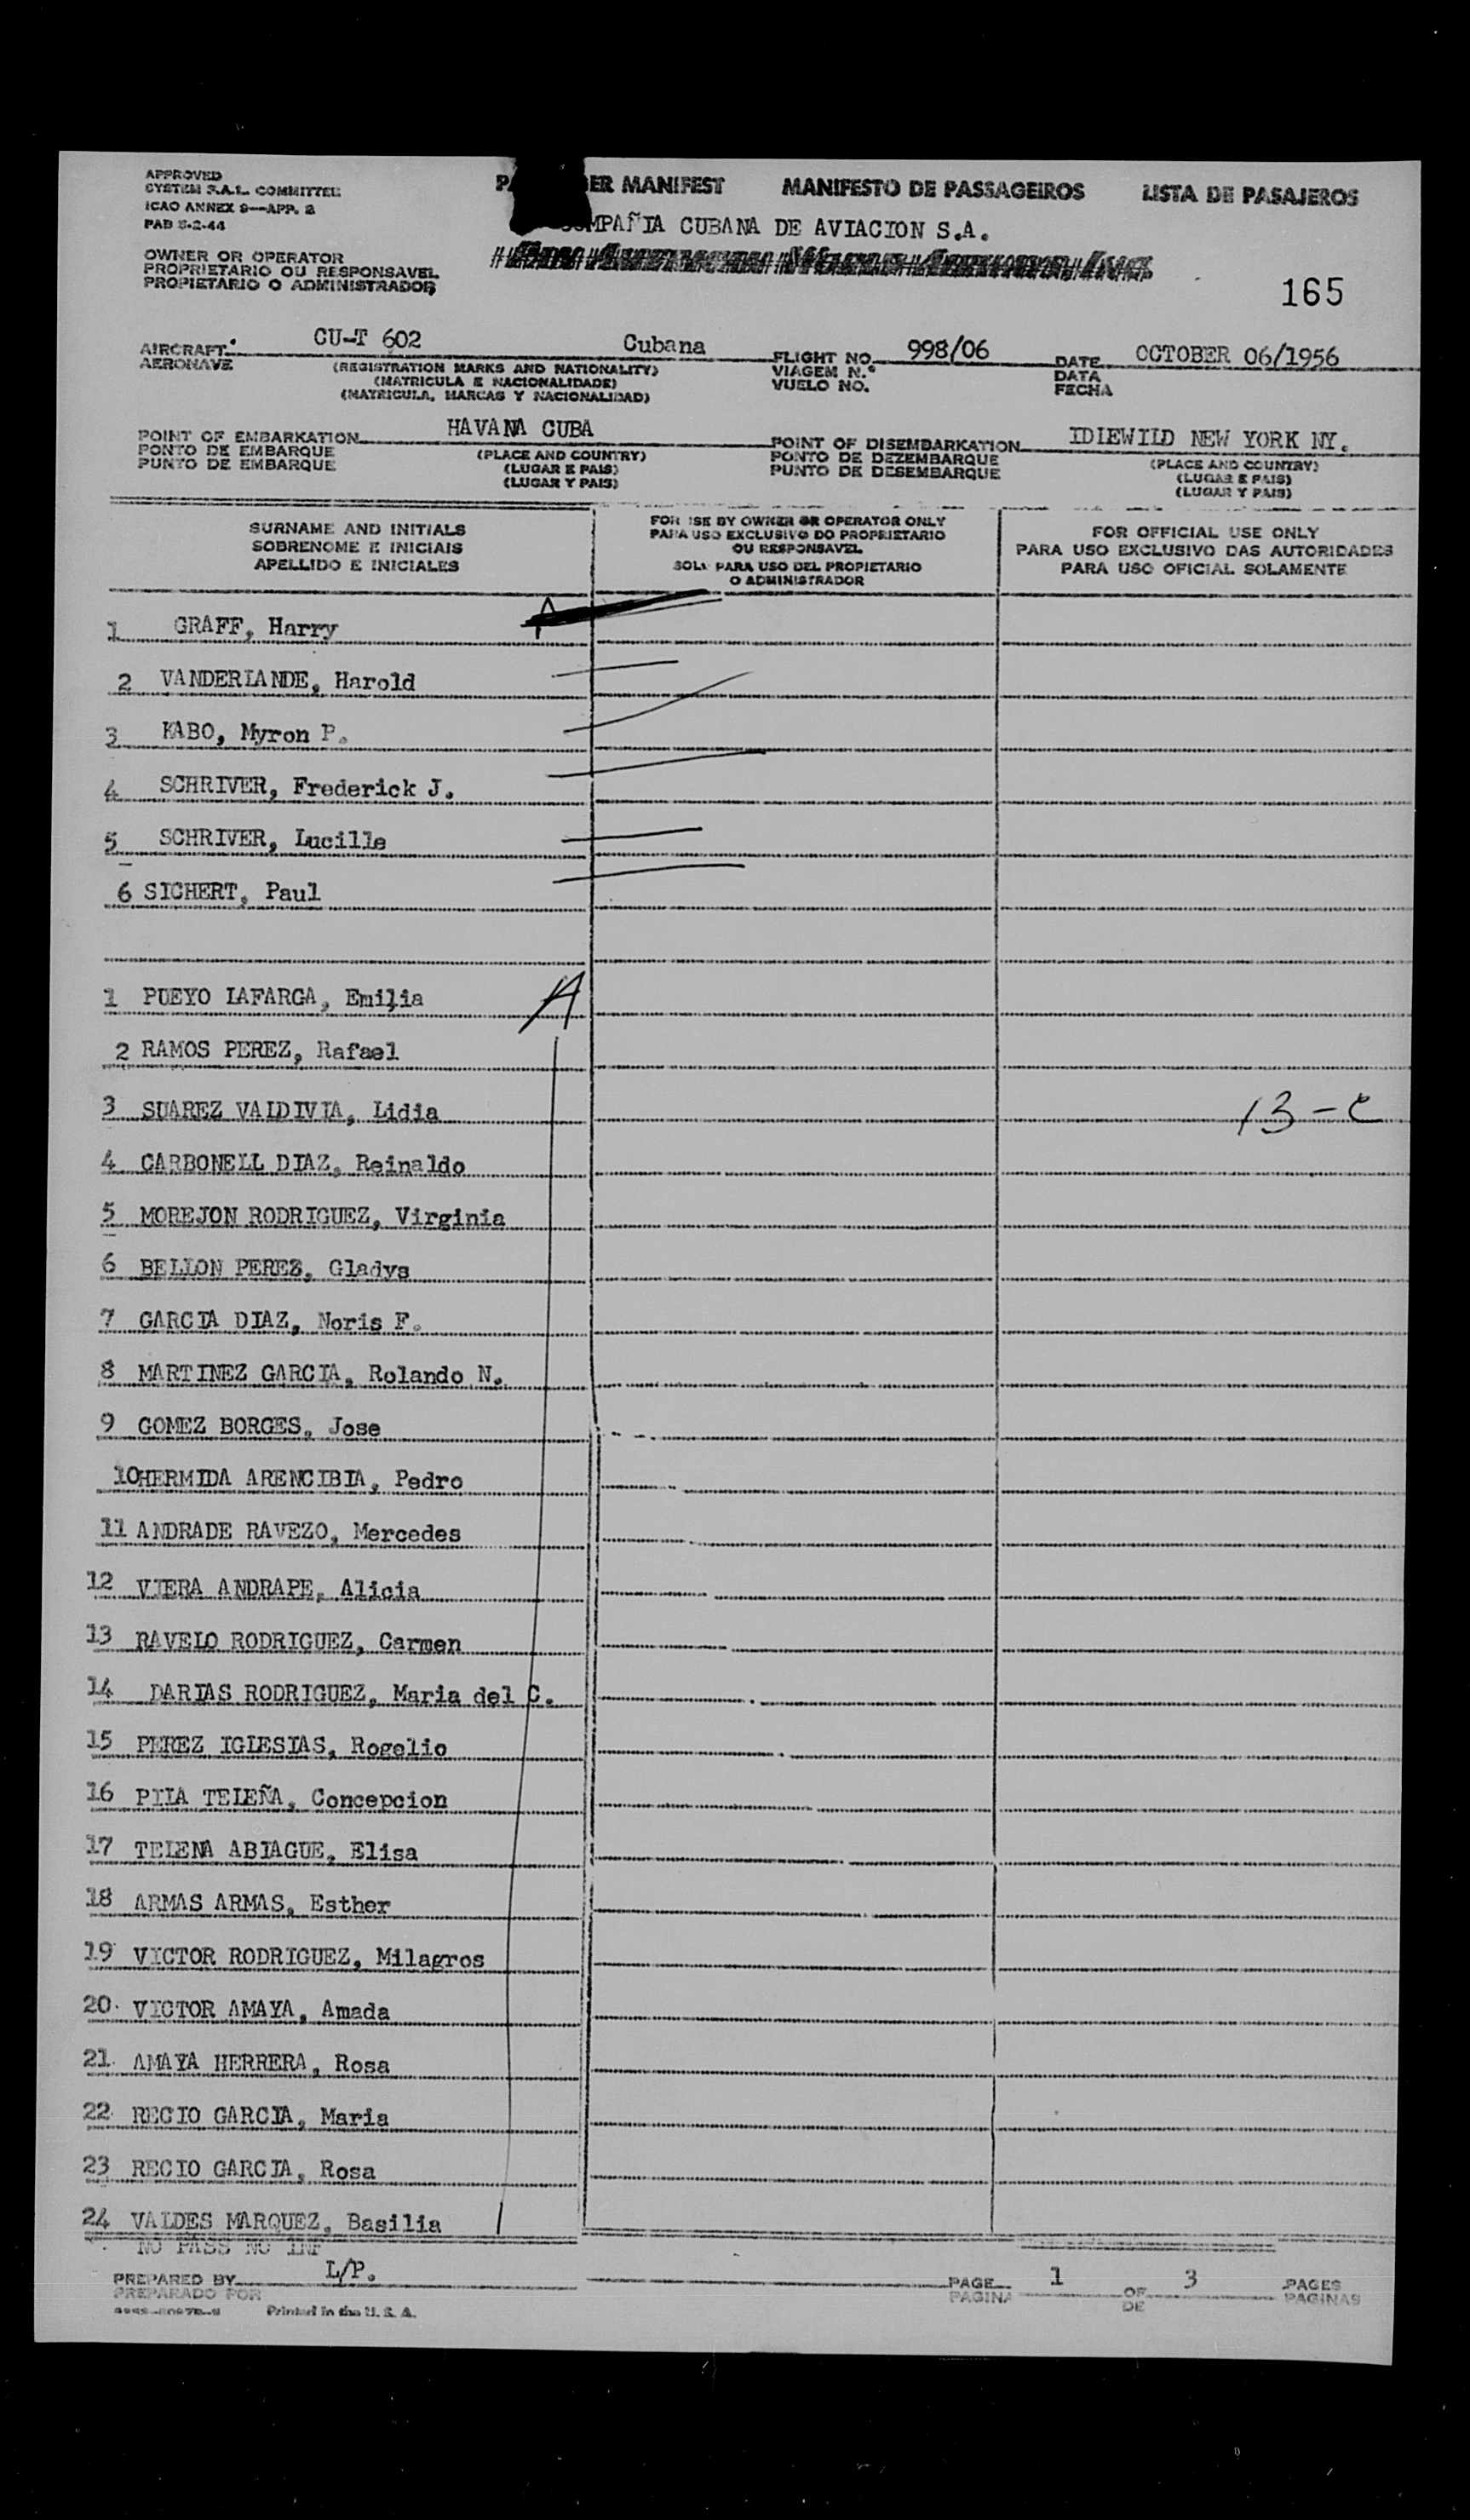 APPROVED
SYSTEM F.A.L. COMMITTEE
ICAO ANNEX 9—APP. 2
PAB 5-2-44
PA ER MANIFEST MANIFESTO DE PASSAGEIROS LISTA DE PASAJEROS
COMPAÑIA CUBANA DE AVIACION S.A.
OWNER OR OPERATOR
PROPRIETARIO OU RESPONSAVEL
PROPIETARIO O ADMINISTRADOR
165
AIRCRAFT CU-T 602 Cubana FLIGHT NO. 998/06 DATE OCTOBER 06/1956
AERONAVE (REGISTRATION MARKS AND NATIONALITY) VIAGEM N.º DATA
(MATRICULA E NACIONALIDADE) VUELO NO. FECHA
(MATRICULA, MARCAS Y NACIONALIDAD)
POINT OF EMBARKATION HAVANA CUBA POINT OF DISEMBARKATION IDIEWILD NEW YORK NY.
PONTO DE EMBARQUE (PLACE AND COUNTRY) PONTO DE DEZEMBARQUE (PLACE AND COUNTRY)
PUNTO DE EMBARQUE (LUGAR E PAIS) PUNTO DE DESEMBARQUE (LUGAR E PAIS)
(LUGAR Y PAIS) (LUGAR Y PAIS)
SURNAME AND INITIALS
SOBRENOME E INICIAIS
APELLIDO E INICIALES
FOR USE BY OWNER OR OPERATOR ONLY
PARA USO EXCLUSIVO DO PROPRIETARIO
OU RESPONSAVEL
SOLO PARA USO DEL PROPIETARIO
O ADMINISTRADOR
FOR OFFICIAL USE ONLY
PARA USO EXCLUSIVO DAS AUTORIDADES
PARA USO OFICIAL SOLAMENTE
1 GRAFF, Harry A
2 VANDERLANDE, Harold
3 KABO, Myron P.
4 SCHRIVER, Frederick J.
5 SCHRIVER, Lucille
6 SICHERT, Paul
1 PUEYO LAFARGA, Emilia A
2 RAMOS PEREZ, Rafael
3 SUAREZ VALDIVIA, Lidia 13-c
4 CARBONELL DIAZ, Reinaldo
5 MOREJON RODRIGUEZ, Virginia
6 BELLON PEREZ, Gladys
7 GARCIA DIAZ, Noris F.
8 MARTINEZ GARCIA, Rolando N.
9 GOMEZ BORGES, Jose
10 HERMIDA ARENCIBIA, Pedro
11 ANDRADE RAVEZO, Mercedes
12 VIERA ANDRAPE, Alicia
13 RAVELO RODRIGUEZ, Carmen
14 DARIAS RODRIGUEZ, Maria del C.
15 PEREZ IGLESIAS, Rogelio
16 PILA TELEÑA, Concepcion
17 TELENA ABIAGUE, Elisa
18 ARMAS ARMAS, Esther
19 VICTOR RODRIGUEZ, Milagros
20 VICTOR AMAYA, Amada
21 AMAYA HERRERA, Rosa
22 RECIO GARCIA, Maria
23 RECIO GARCIA, Rosa
24 VALDES MARQUEZ, Basilia
NO PASS NO INF
PREPARED BY L/P. PAGE 1 OF 3 PAGES
PREPARADO POR PAGINA DE PAGINAS
Printed in the U. S. A.